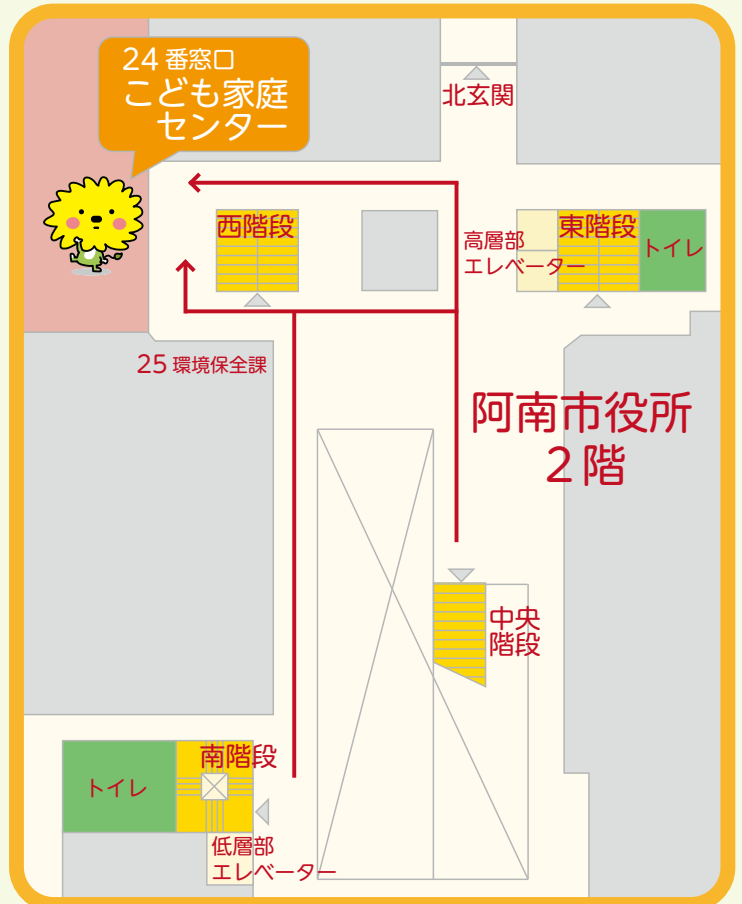 24番窓口
こども家庭
センター
北玄関
西階段
高層部
エレベーター
東階段
トイレ
25 環境保全課
阿南市役所
2階
中央
階段
南階段
トイレ
低層部
エレベーター